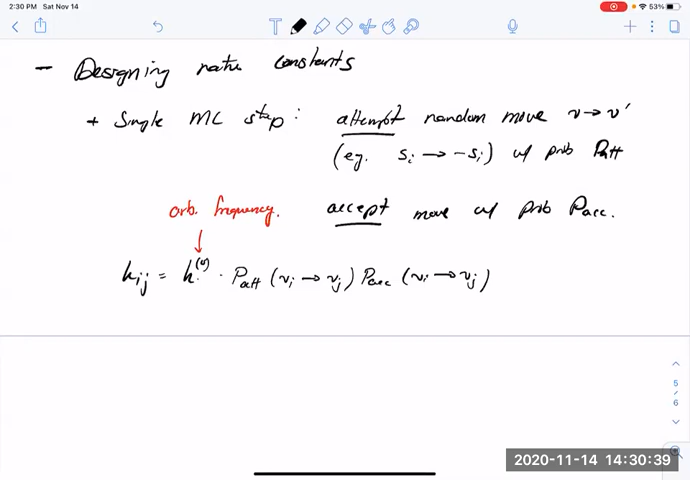 2:30 PM Sat Nov 14
53%
- Designing rate constants
+ Single MC step: attempt random move ν → ν'
(eg. Si → -Si) w/ prob Patt
arb. frequency. accept move w/ prob Pacc.
kij = k(0) · Patt (νi → νj) Pacc (νi → νj)
5
6
2020-11-14 14:30:39